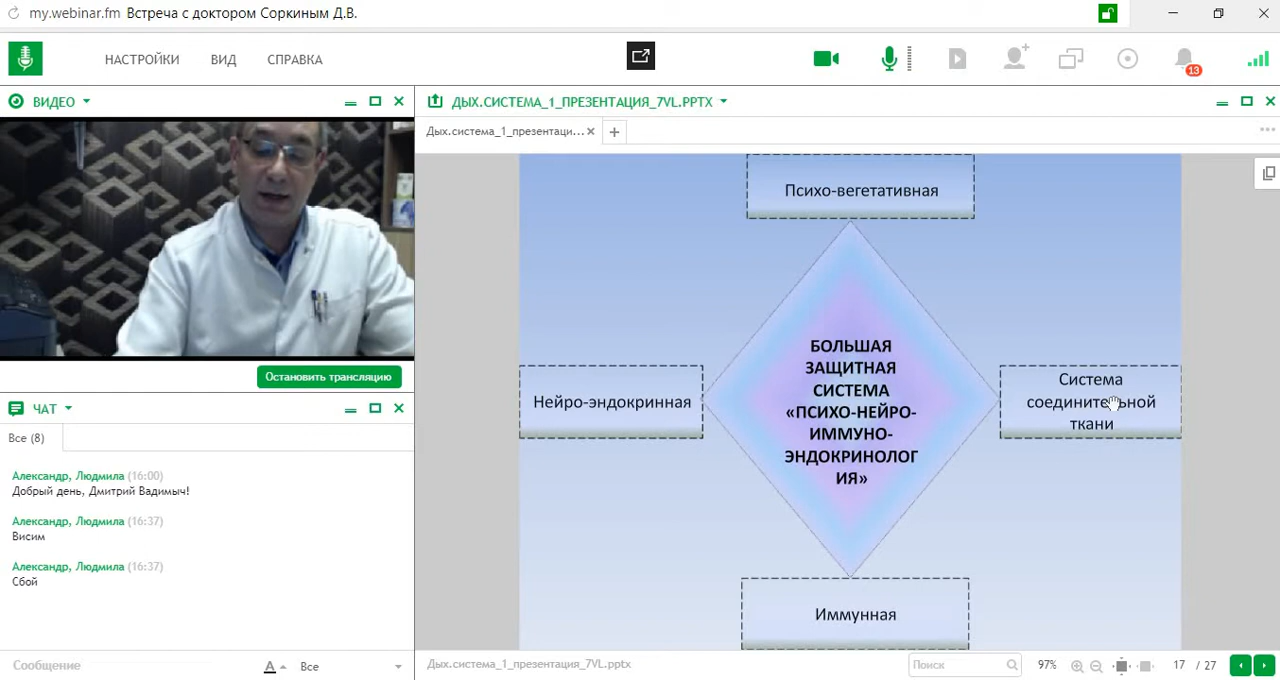 my.webinar.fm Встреча с доктором Соркиным Д.В.
НАСТРОЙКИ ВИД СПРАВКА
13
ВИДЕО
Остановить трансляцию
ЧАТ
Все (8)
Александр, Людмила (16:00)
Добрый день, Дмитрий Вадимыч!
Александр, Людмила (16:37)
Висим
Александр, Людмила (16:37)
Сбой
Сообщение
A
Все
ДЫХ.СИСТЕМА_1_ПРЕЗЕНТАЦИЯ_7VL.PPTX
Дых.система_1_презентаци...
Психо-вегетативная
Нейро-эндокринная
БОЛЬШАЯ
ЗАЩИТНАЯ
СИСТЕМА
«ПСИХО-НЕЙРО-
ИММУНО-
ЭНДОКРИНОЛОГ
ИЯ»
Система
соединительной
ткани
Иммунная
Дых.система_1_презентация_7VL.pptx
Поиск
97%
17 / 27